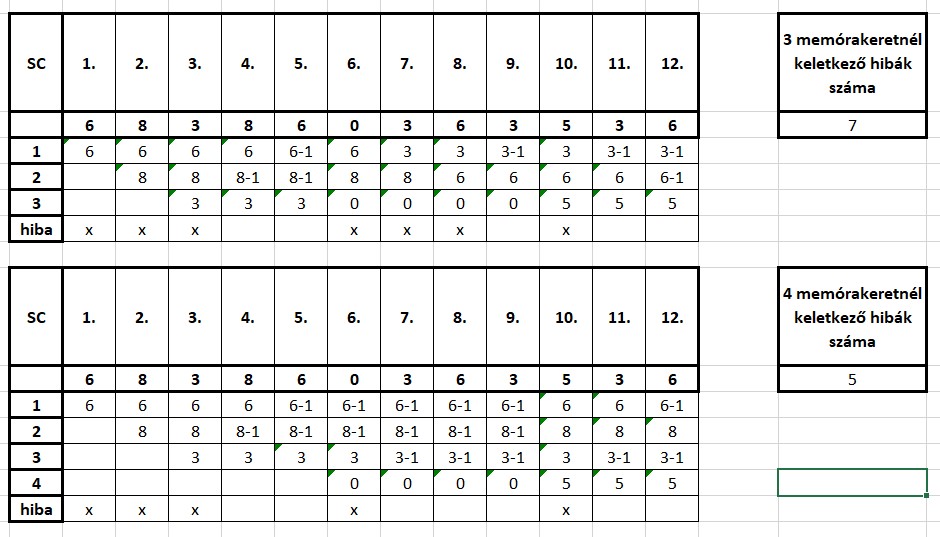 SC 1. 2. 3. 4. 5. 6. 7. 8. 9. 10. 11. 12.
3 memórakeretnél
keletkező hibák
száma
6 8 3 8 6 0 3 6 3 5 3 6
7
1 6 6 6 6 6-1 6 3 3 3-1 3 3-1 3-1
2 8 8 8-1 8-1 8 8 6 6 6 6 6-1
3 3 3 3 0 0 0 0 5 5 5
hiba x x x x x x x
SC 1. 2. 3. 4. 5. 6. 7. 8. 9. 10. 11. 12.
4 memórakeretnél
keletkező hibák
száma
6 8 3 8 6 0 3 6 3 5 3 6
5
1 6 6 6 6 6-1 6-1 6-1 6-1 6-1 6 6 6-1
2 8 8 8-1 8-1 8-1 8-1 8-1 8-1 8 8 8
3 3 3 3 3 3-1 3-1 3-1 3 3-1 3-1
4 0 0 0 0 5 5 5
hiba x x x x x